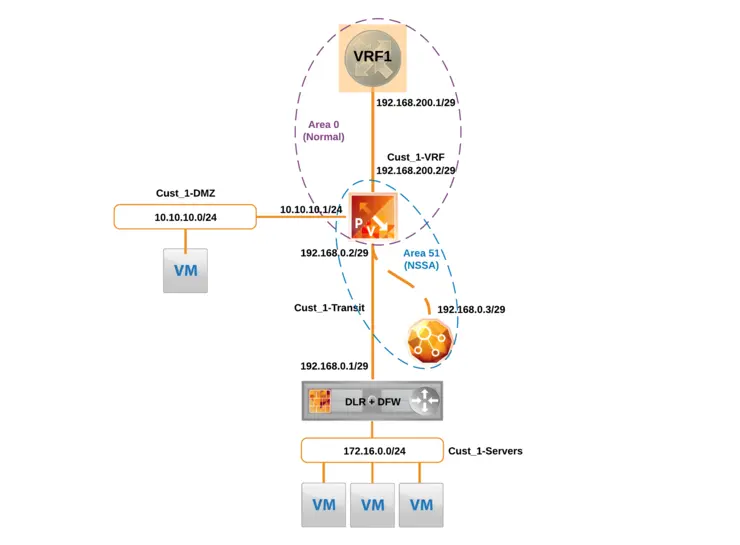 VRF1
192.168.200.1/29
Area 0
(Normal)
Cust_1-VRF
192.168.200.2/29
Cust_1-DMZ
10.10.10.1/24
10.10.10.0/24
P V
VM
192.168.0.2/29
Area 51
(NSSA)
Cust_1-Transit
192.168.0.3/29
192.168.0.1/29
DLR + DFW
172.16.0.0/24
Cust_1-Servers
VM
VM
VM